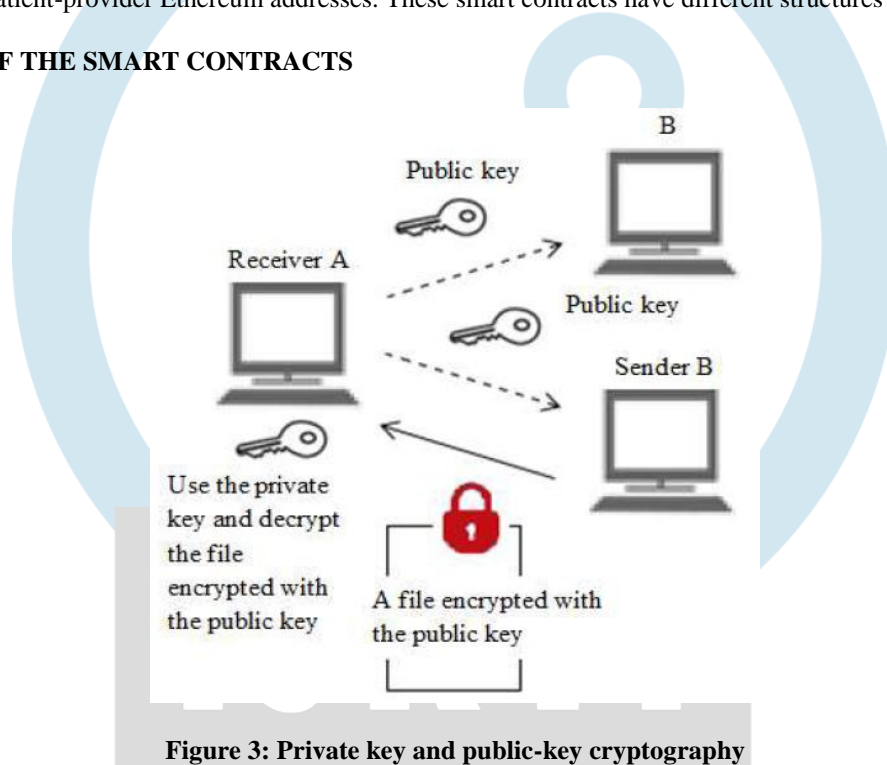 atient-provider Ethereum addresses. These smart contracts have different structures
F THE SMART CONTRACTS
B
Public key
Receiver A
Public key
Sender B
Use the private
key and decrypt
the file
encrypted with
the public key
A file encrypted with
the public key
Figure 3: Private key and public-key cryptography